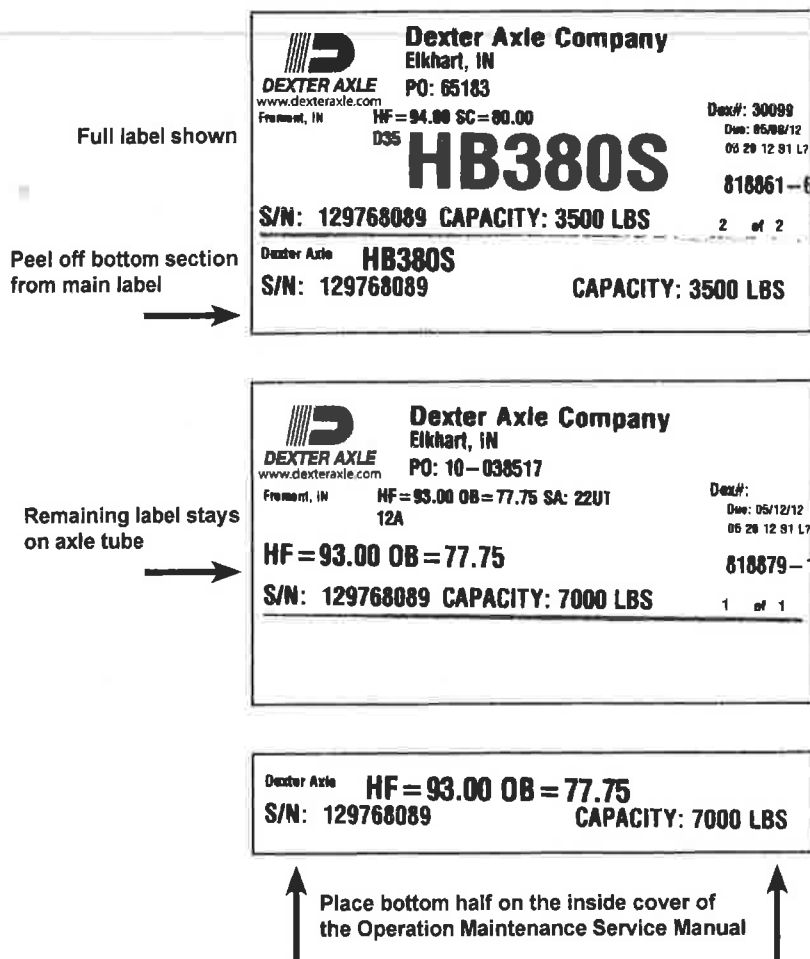 Full label shown
Peel off bottom section
from main label
DEXTER AXLE
www.dexteraxle.com
Fremont, IN
Dexter Axle Company
Elkhart, IN
PO: 65183
HF=94.00 SC=80.00
D35
HB380S
Dex#: 30099
Due: 05/08/12
818861-6
S/N: 129768089 CAPACITY: 3500 LBS
2 of 2
Dexter Axle HB380S
S/N: 129768089 CAPACITY: 3500 LBS
Remaining label stays
on axle tube
DEXTER AXLE
www.dexteraxle.com
Fremont, IN
Dexter Axle Company
Elkhart, IN
PO: 10-038517
HF=93.00 OB=77.75 SA: 22UT
12A
Dex#:
Due: 05/12/12
HF=93.00 OB=77.75
818879-
S/N: 129768089 CAPACITY: 7000 LBS
1 of 1
Dexter Axle HF=93.00 OB=77.75
S/N: 129768089 CAPACITY: 7000 LBS
Place bottom half on the inside cover of
the Operation Maintenance Service Manual